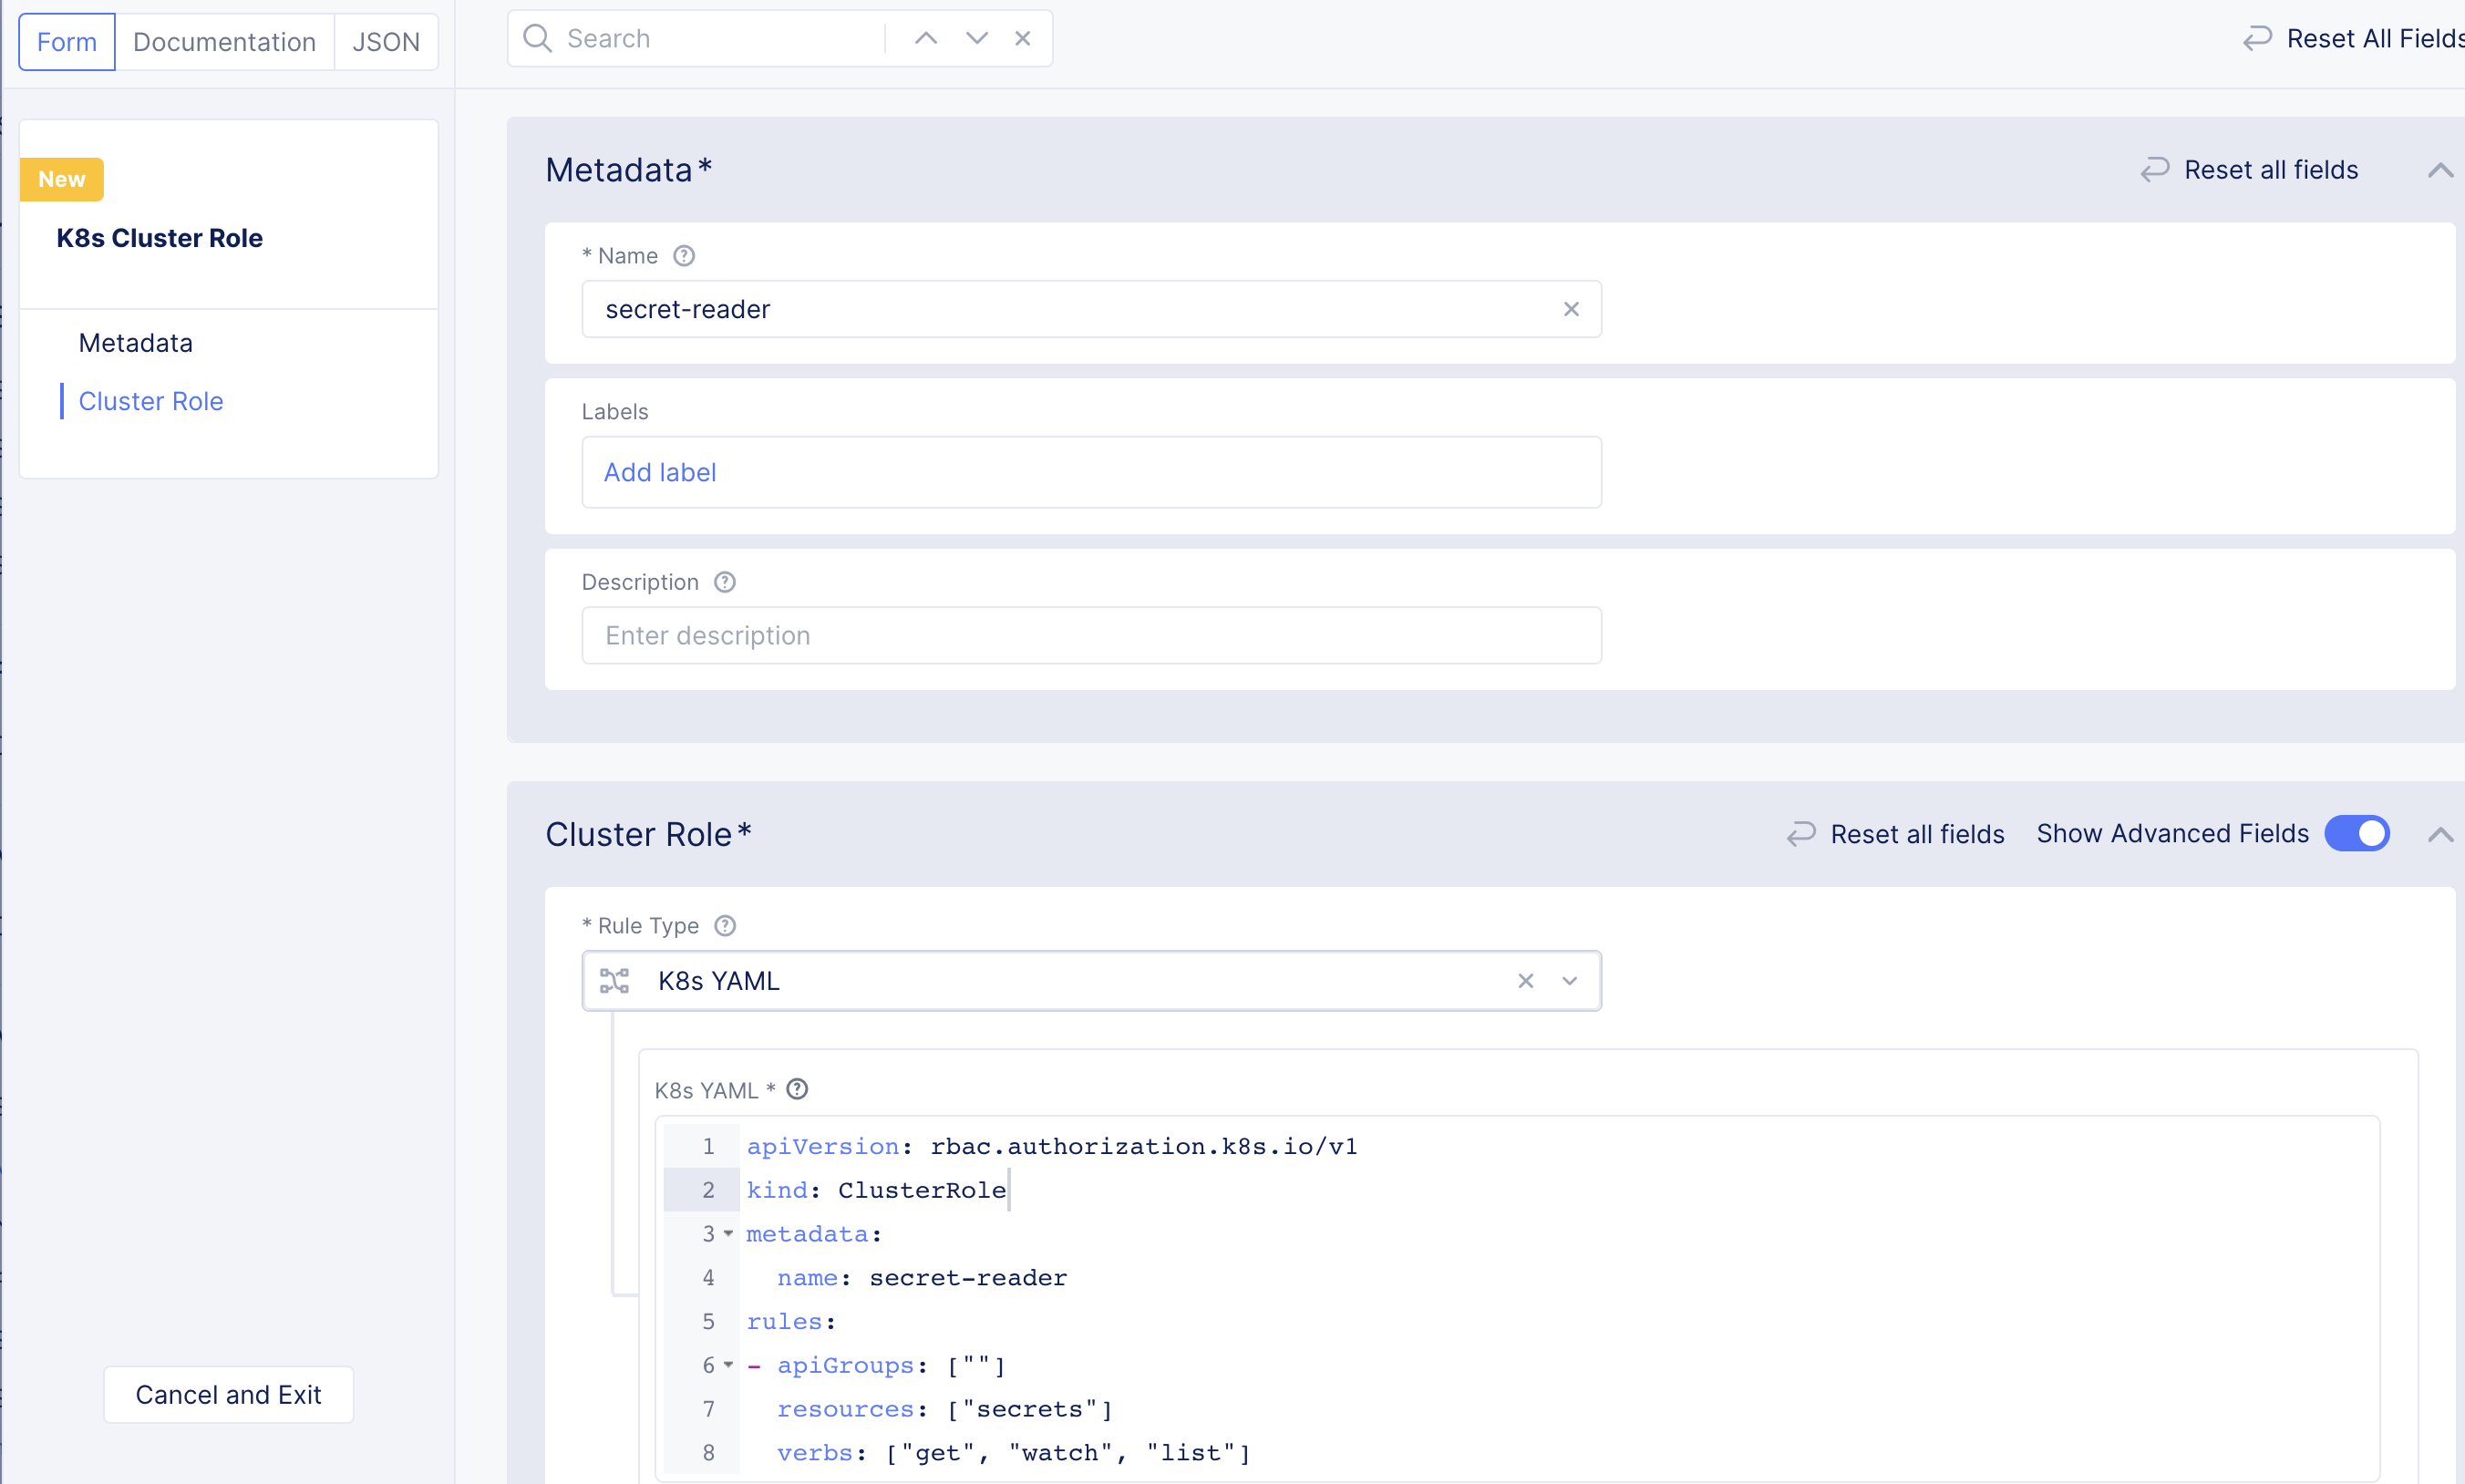 Form Documentation JSON
Search
Reset All Fields
New
K8s Cluster Role
Metadata
Cluster Role
Cancel and Exit
Metadata*
Reset all fields
* Name
secret-reader
Labels
Add label
Description
Enter description
Cluster Role*
Reset all fields Show Advanced Fields
* Rule Type
K8s YAML
K8s YAML *
1 apiVersion: rbac.authorization.k8s.io/v1
2 kind: ClusterRole
3 metadata:
4   name: secret-reader
5 rules:
6 - apiGroups: [""]
7   resources: ["secrets"]
8   verbs: ["get", "watch", "list"]